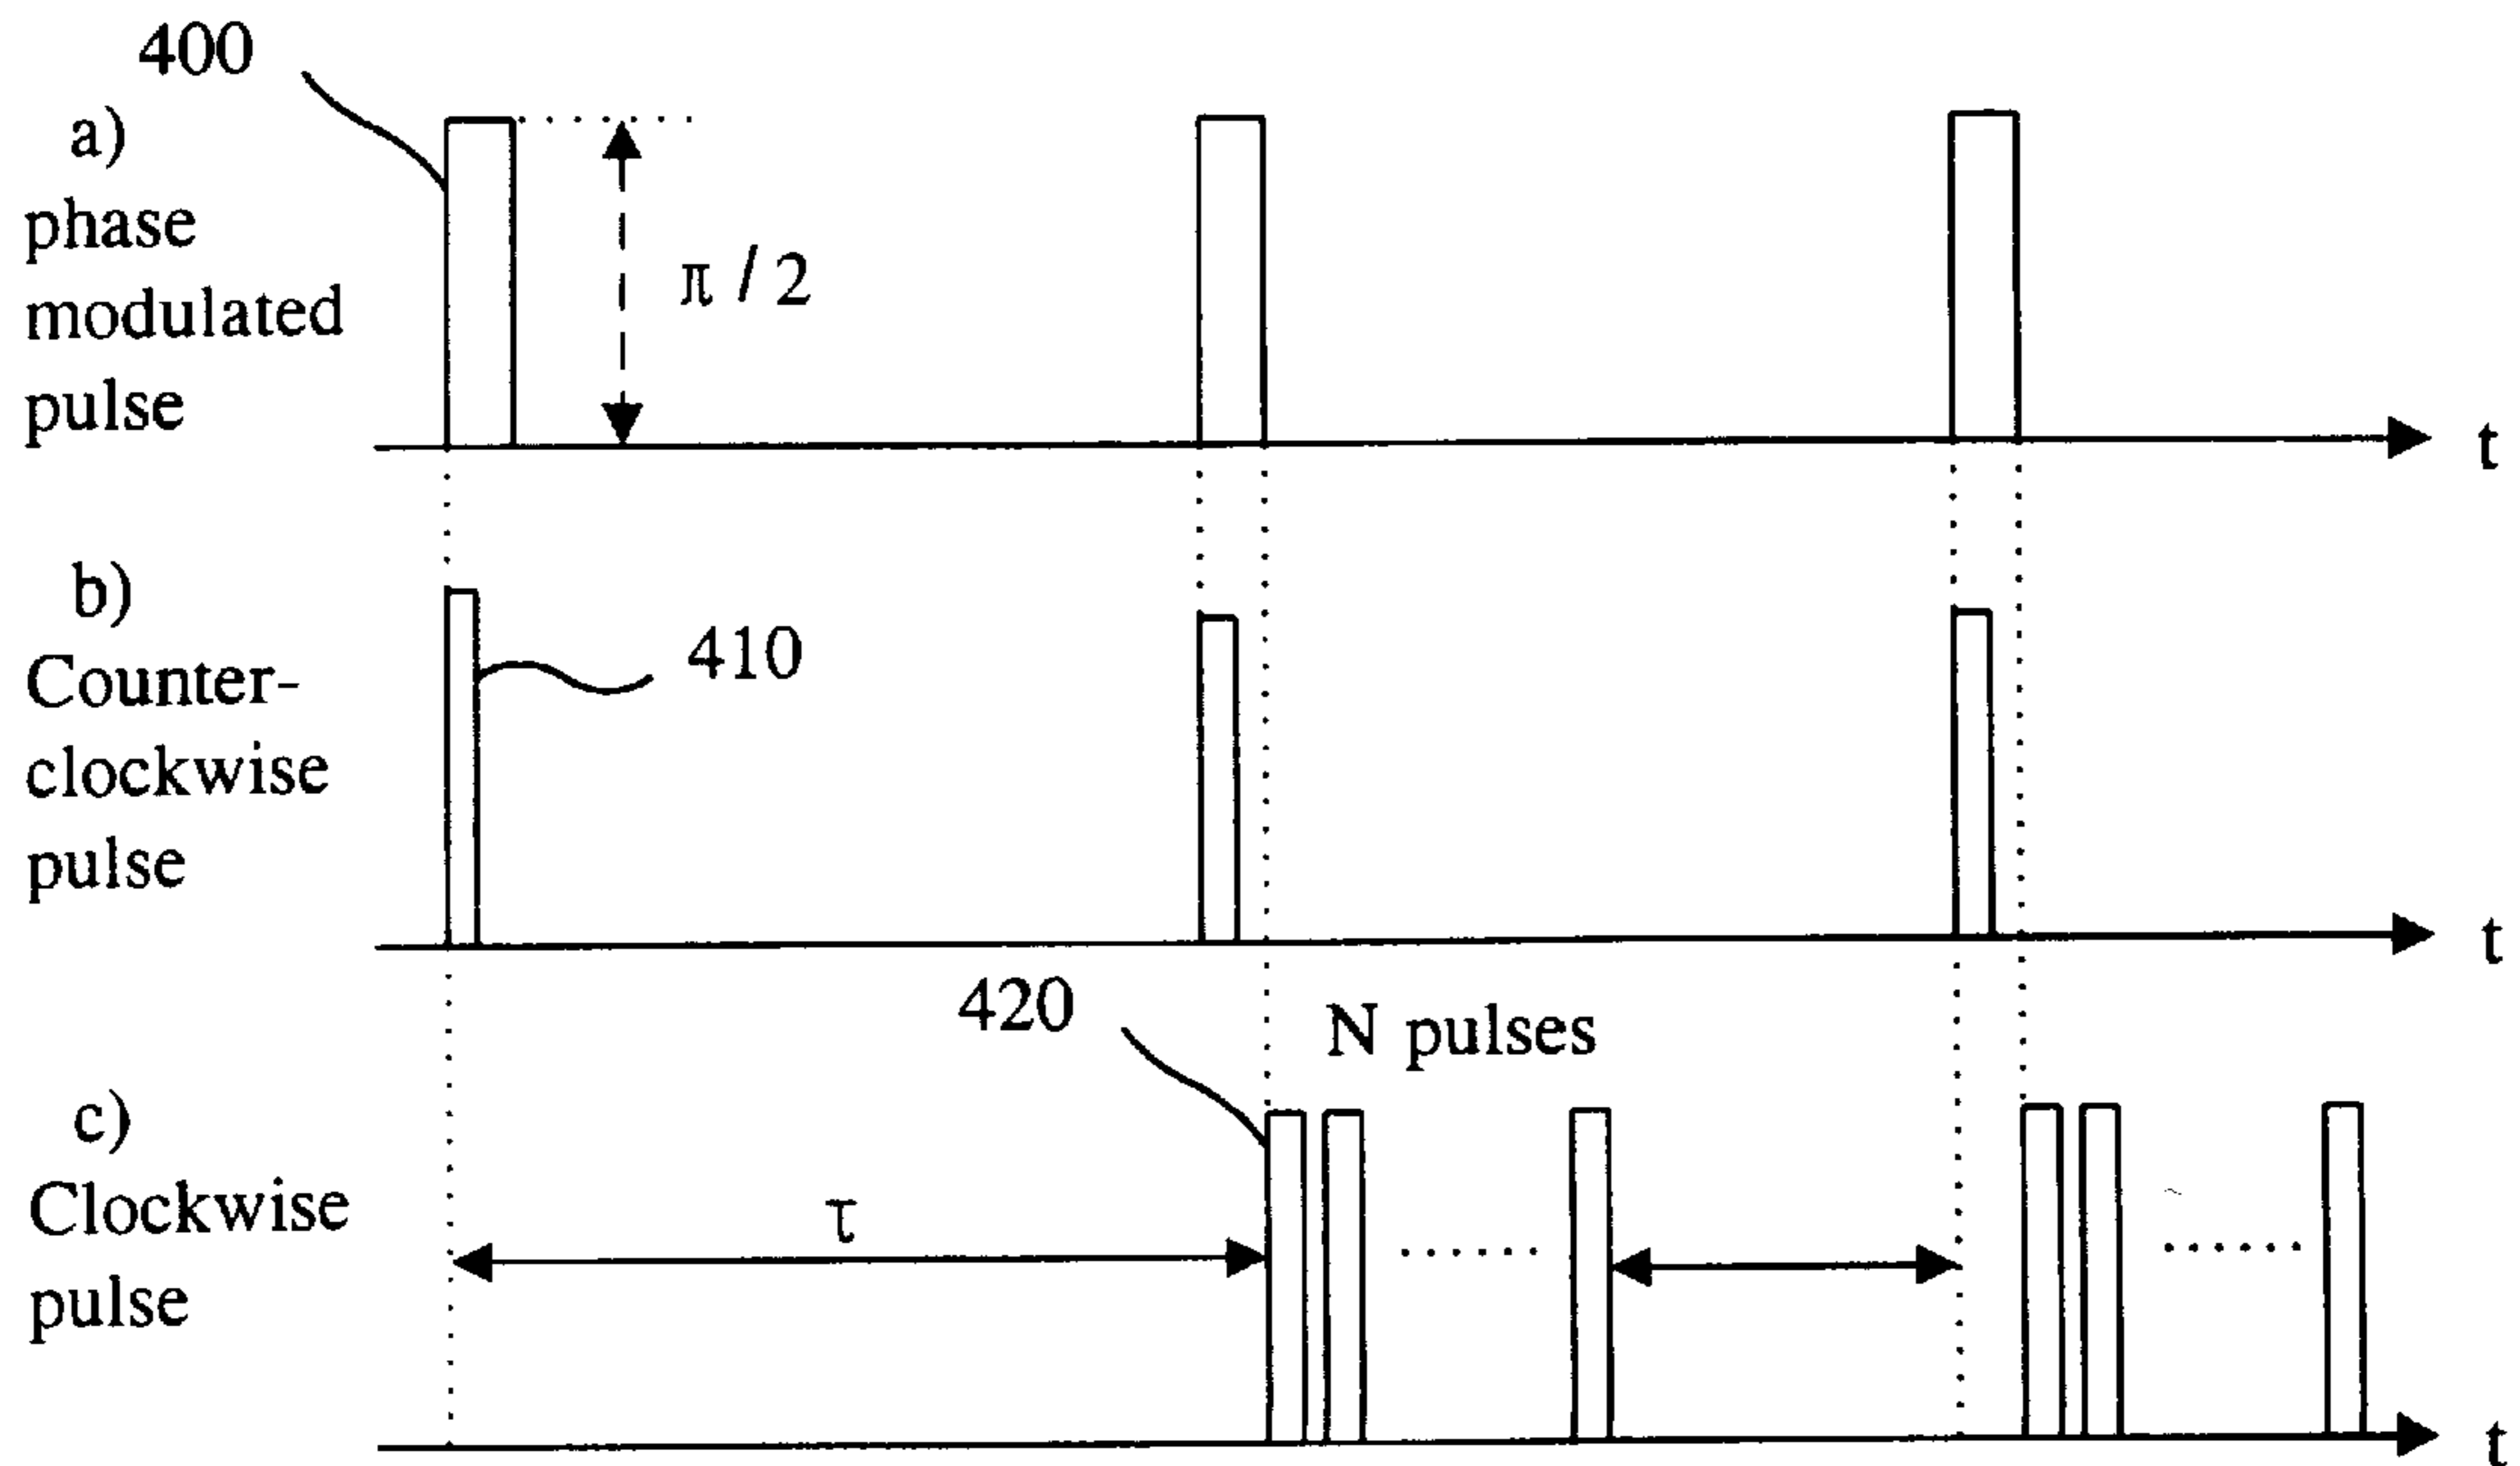 400
a)
phase
modulated
pulse
π / 2
t
b)
Counter-
clockwise
pulse
410
t
420
N pulses
c)
Clockwise
pulse
τ
t